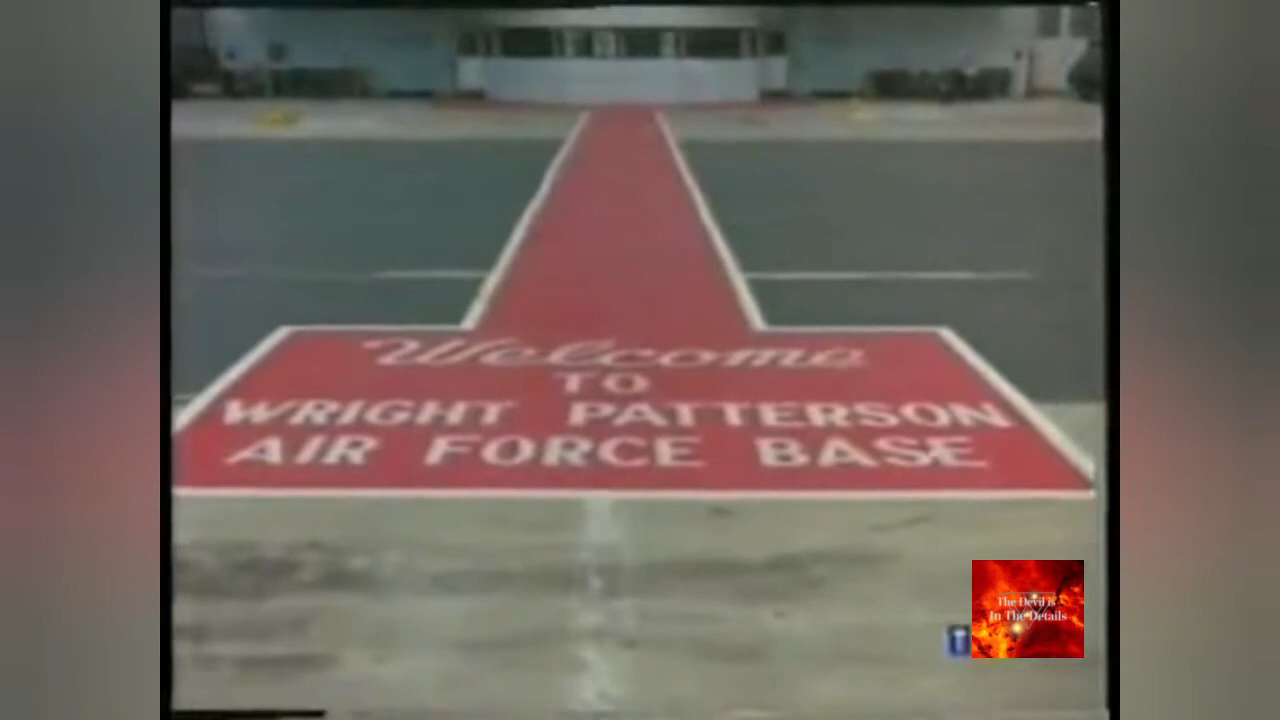 Welcome
TO
WRIGHT PATTERSON
AIR FORCE BASE
The Devil is
In The Details